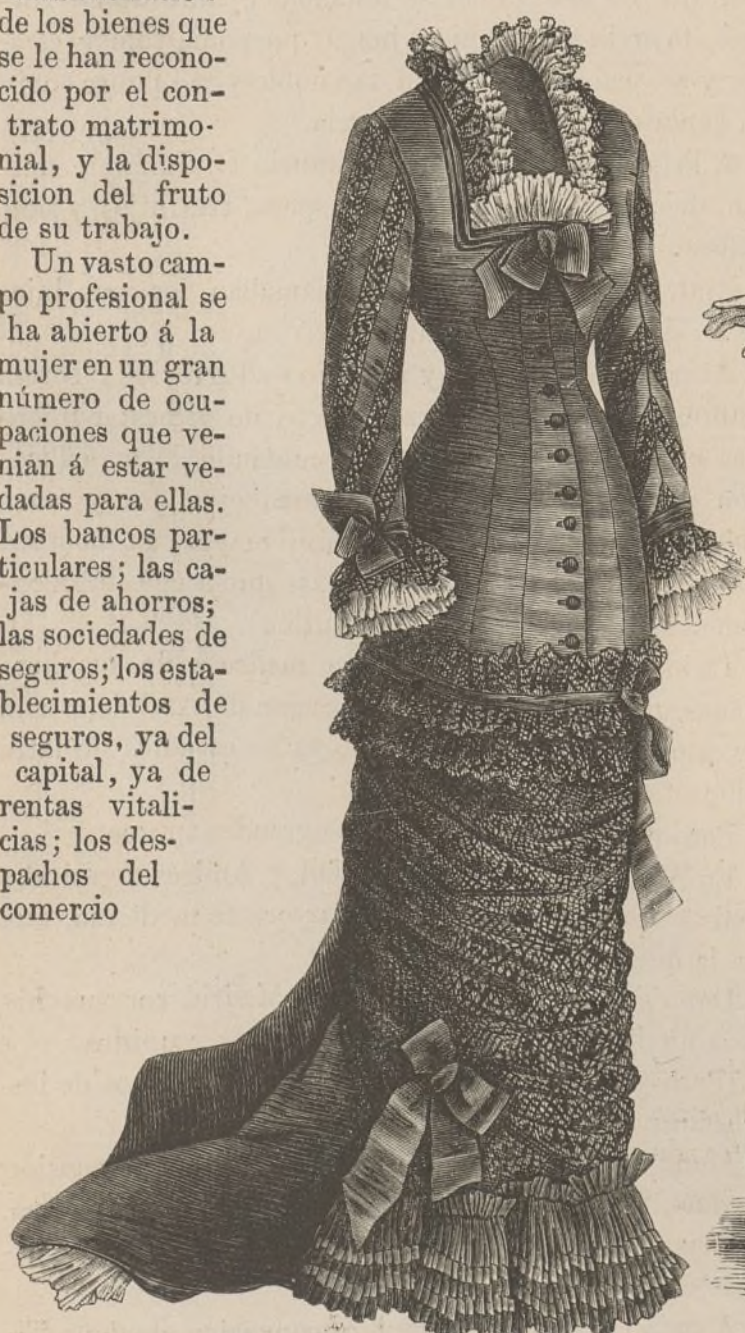 de los bienes que
se le han recono-
cido por el con-
trato matrimo-
nial, y la dispo-
sicion del fruto
de su trabajo.
Un vasto cam-
po profesional se
ha abierto á la
mujer en un gran
número de ocu-
paciones que ve-
nian á estar ve-
dadas para ellas.
Los bancos par-
ticulares; las ca-
jas de ahorros;
las sociedades de
seguros; los esta-
blecimientos de
seguros, ya del
capital, ya de
rentas vitali-
cias; los des-
pachos del
comercio